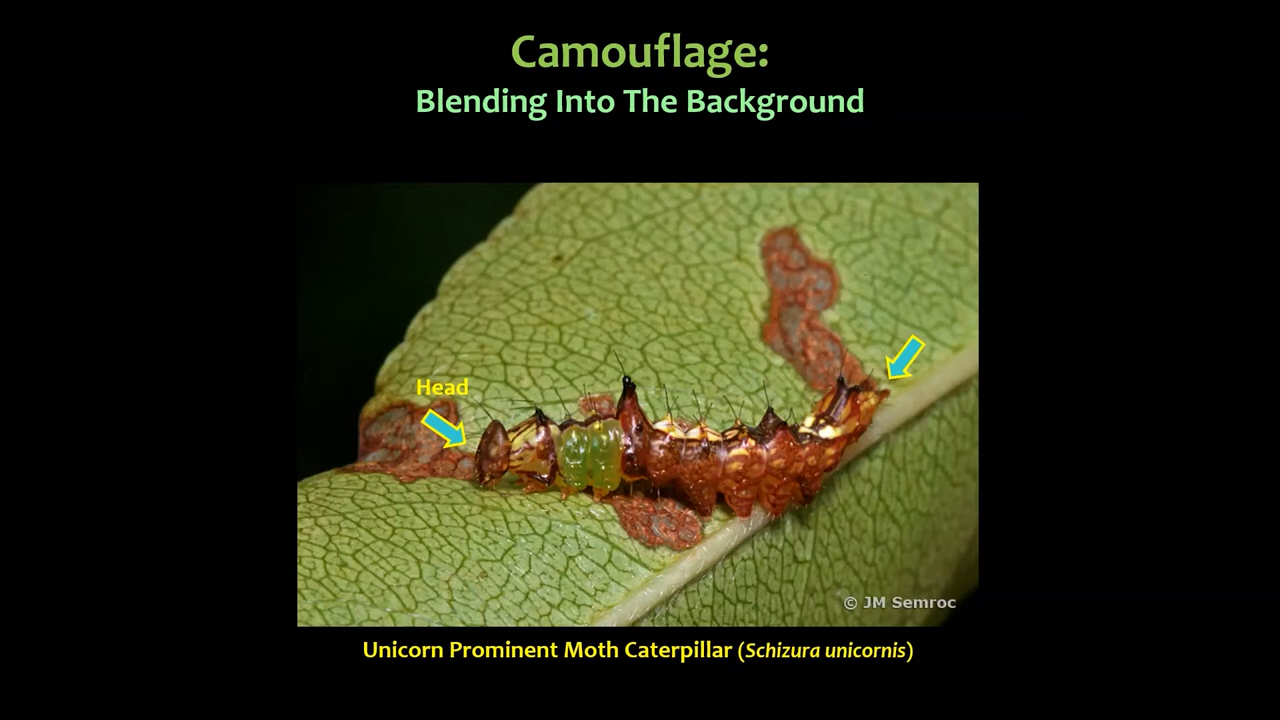 Camouflage:
Blending Into The Background
Head
© JM Semroc
Unicorn Prominent Moth Caterpillar (Schizura unicornis)